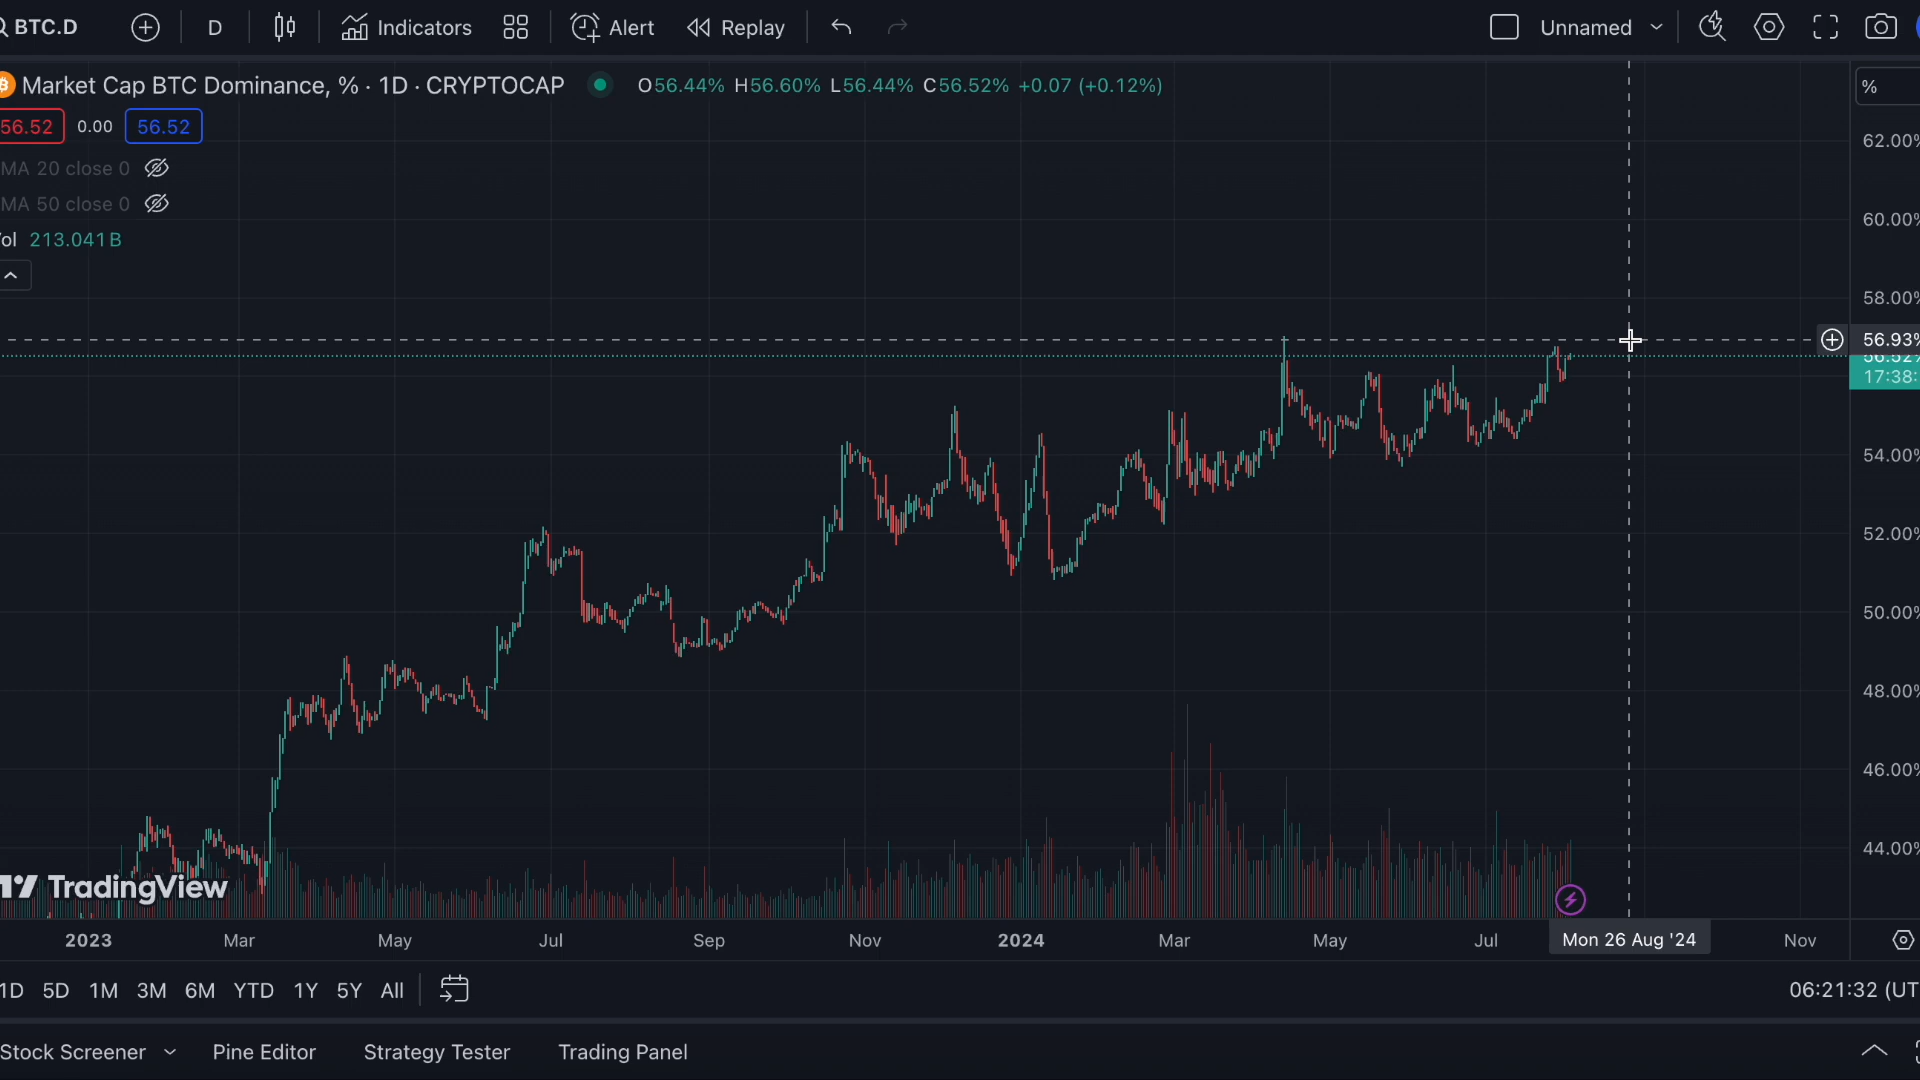 BTC.D D Indicators Alert Replay Unnamed
Market Cap BTC Dominance, % · 1D · CRYPTOCAP O56.44% H56.60% L56.44% C56.52% +0.07 (+0.12%)
%
56.52 0.00 56.52
62.00%
MA 20 close 0
MA 50 close 0
60.00%
ol 213.041B
58.00%
56.93%
56.52%
17:38:
54.00%
52.00%
50.00%
48.00%
46.00%
44.00%
TradingView
2023 Mar May Jul Sep Nov 2024 Mar May Jul Mon 26 Aug '24 Nov
1D 5D 1M 3M 6M YTD 1Y 5Y All 06:21:32 (UT
Stock Screener Pine Editor Strategy Tester Trading Panel